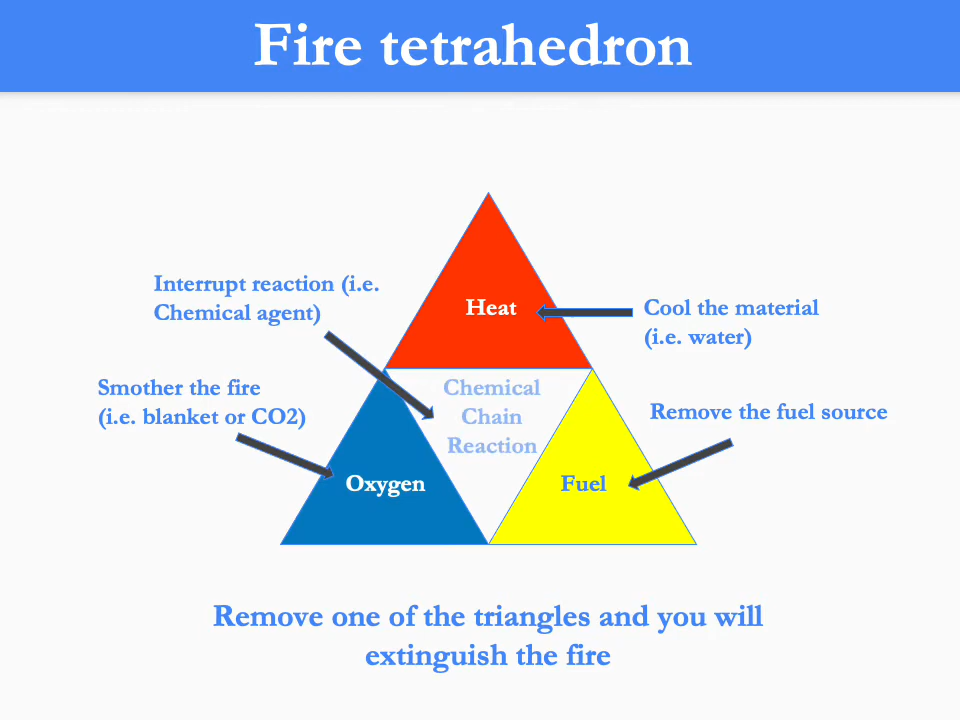 Fire tetrahedron
Interrupt reaction (i.e.
Chemical agent)
Heat
Cool the material
(i.e. water)
Smother the fire
(i.e. blanket or CO2)
Chemical
Chain
Reaction
Remove the fuel source
Oxygen
Fuel
Remove one of the triangles and you will
extinguish the fire